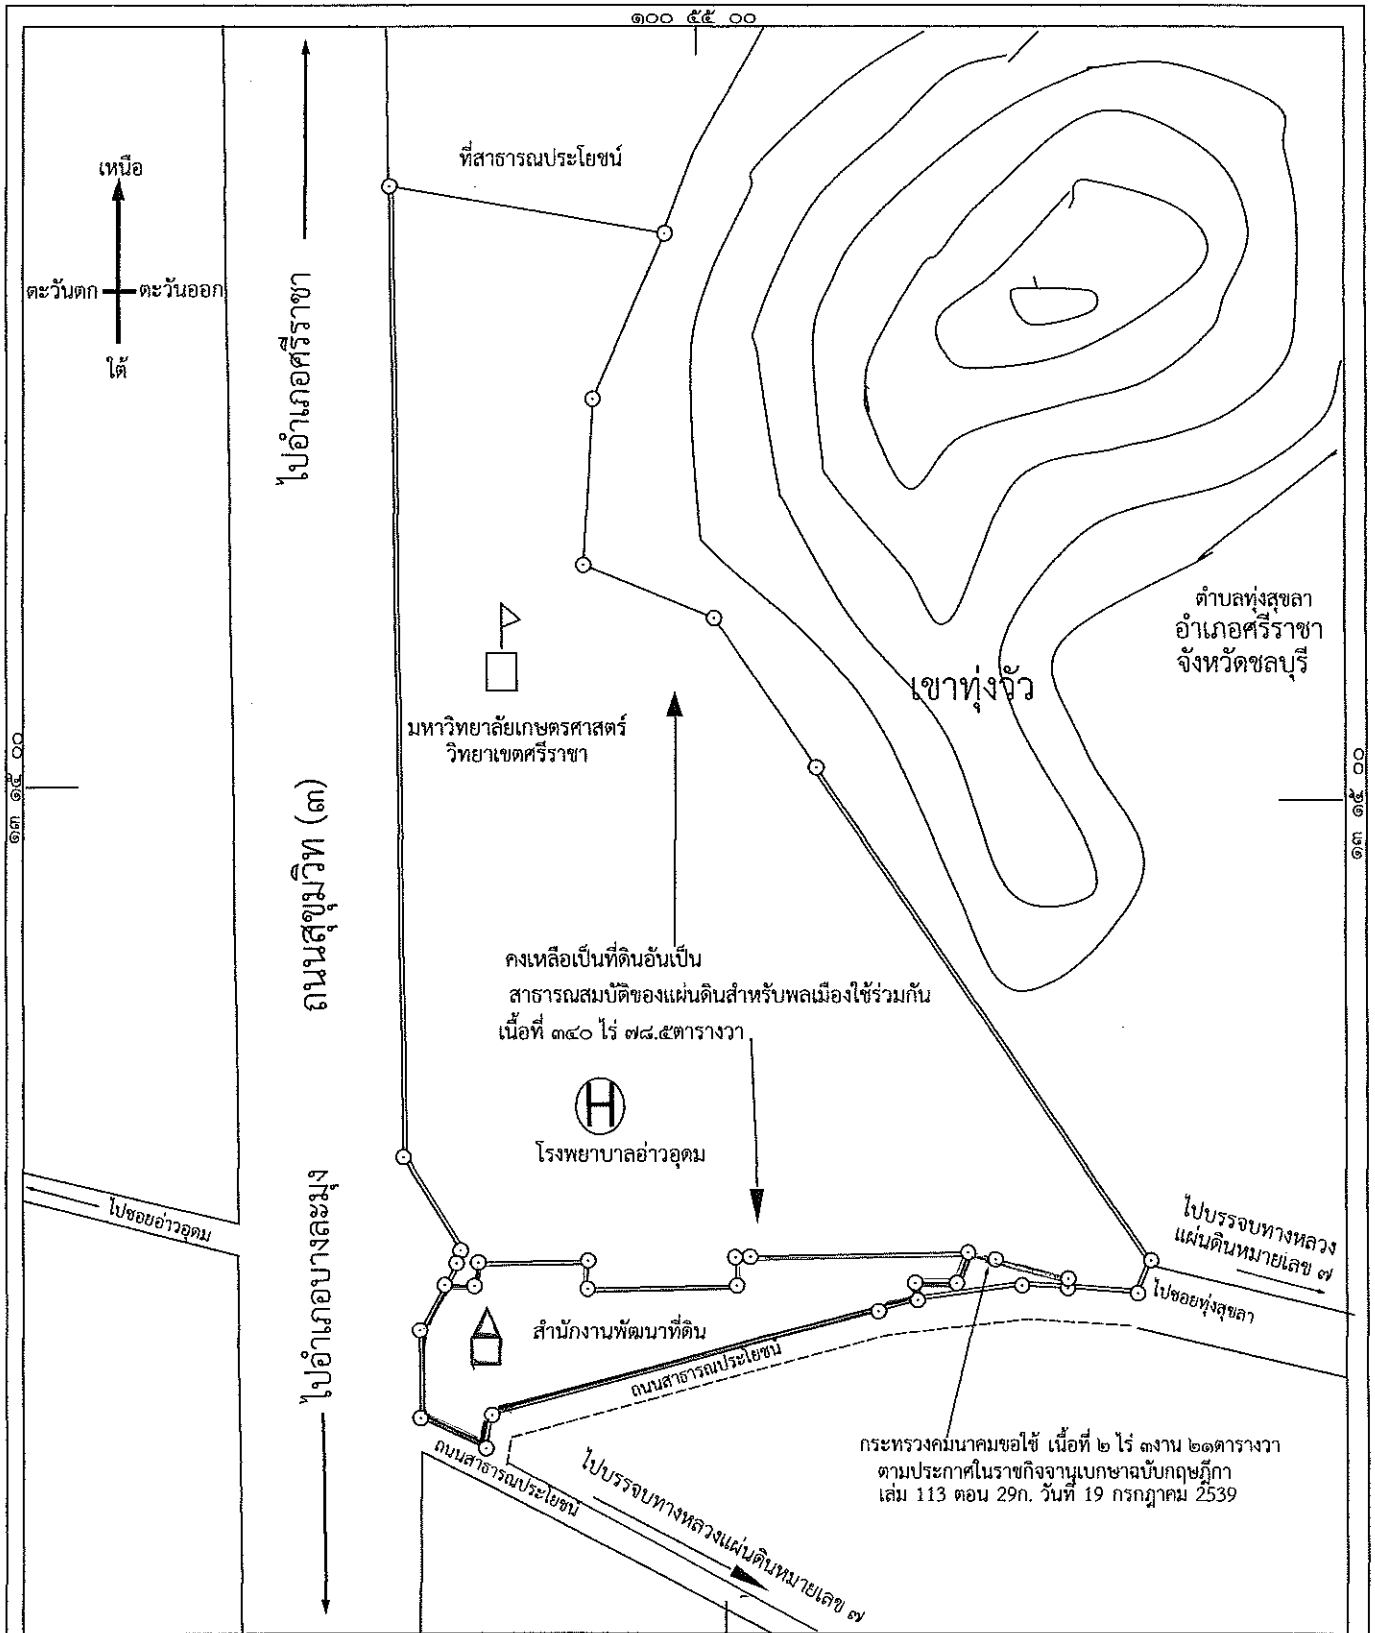 ๑๐๐ ๕๕ ๐๐
ที่สาธารณประโยชน์
เหนือ
ตะวันตก
ตะวันออก
ใต้
ไปอำเภอศรีราชา
ตำบลทุ่งสุขลา
อำเภอศรีราชา
จังหวัดชลบุรี
เขาทุ่งจัว
มหาวิทยาลัยเกษตรศาสตร์
วิทยาเขตศรีราชา
๑๓ ๑๕ ๐๐
๑๓ ๑๕ ๐๐
ถนนสุขุมวิท (๓)
คงเหลือเป็นที่ดินอันเป็น
สาธารณสมบัติของแผ่นดินสำหรับพลเมืองใช้ร่วมกัน
เนื้อที่ ๓๔๐ ไร่ ๗๘.๕ตารางวา
H
โรงพยาบาลอ่าวอุดม
ไปซอยอ่าวอุดม
ไปอำเภอบางละมุง
ไปบรรจบทางหลวง
แผ่นดินหมายเลข ๗
ไปซอยทุ่งสุขลา
สำนักงานพัฒนาที่ดิน
ถนนสาธารณประโยชน์
ถนนสาธารณประโยชน์
ไปบรรจบทางหลวงแผ่นดินหมายเลข ๗
กระทรวงคมนาคมขอใช้ เนื้อที่ ๒ ไร่ ๓งาน ๒๑ตารางวา
ตามประกาศในราชกิจจานุเบกษาฉบับกฤษฎีกา
เล่ม 113 ตอน 29ก. วันที่ 19 กรกฎาคม 2539